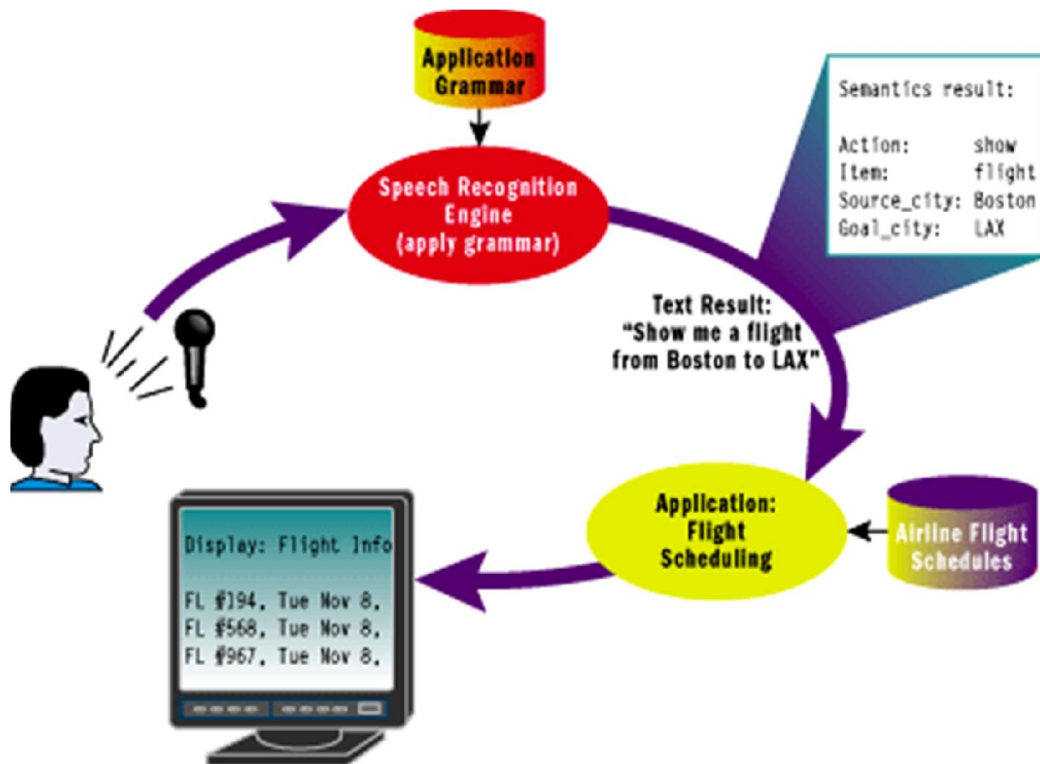 Application
Grammar
Speech Recognition
Engine
(apply grammar)
Semantics result:
Action: show
Item: flight
Source_city: Boston
Goal_city: LAX
Text Result:
“Show me a flight
from Boston to LAX”
Application:
Flight
Scheduling
Airline Flight
Schedules
Display: Flight Info
FL #194, Tue Nov 8,
FL #568, Tue Nov 8,
FL #967, Tue Nov 8,